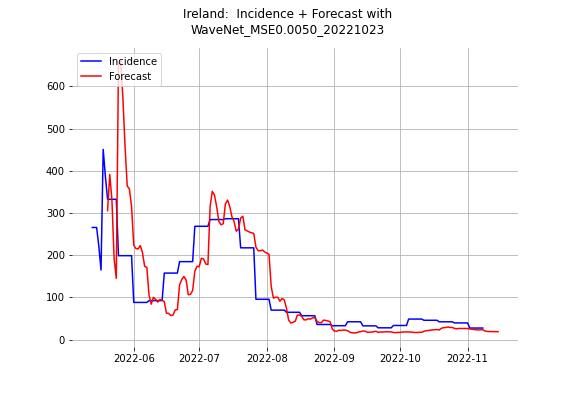 Ireland:  Incidence + Forecast with
WaveNet_MSE0.0050_20221023
Incidence
Forecast
600
500
400
300
200
100
0
2022-06 2022-07 2022-08 2022-09 2022-10 2022-11